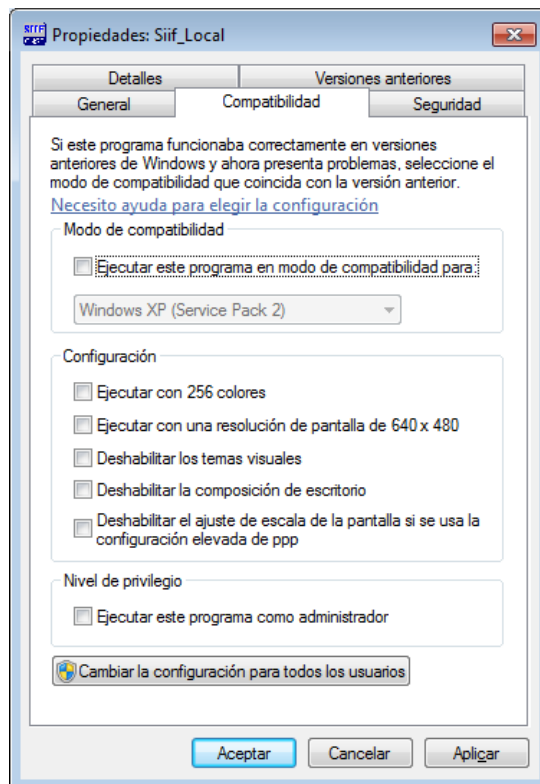 SIIF
Propiedades: Siif_Local
Detalles
Versiones anteriores
General
Compatibilidad
Seguridad
Si este programa funcionaba correctamente en versiones
anteriores de Windows y ahora presenta problemas, seleccione el
modo de compatibilidad que coincida con la versión anterior.
Necesito ayuda para elegir la configuración
Modo de compatibilidad
Ejecutar este programa en modo de compatibilidad para:
Windows XP (Service Pack 2)
Configuración
Ejecutar con 256 colores
Ejecutar con una resolución de pantalla de 640 x 480
Deshabilitar los temas visuales
Deshabilitar la composición de escritorio
Deshabilitar el ajuste de escala de la pantalla si se usa la
configuración elevada de ppp
Nivel de privilegio
Ejecutar este programa como administrador
Cambiar la configuración para todos los usuarios
Aceptar
Cancelar
Aplicar